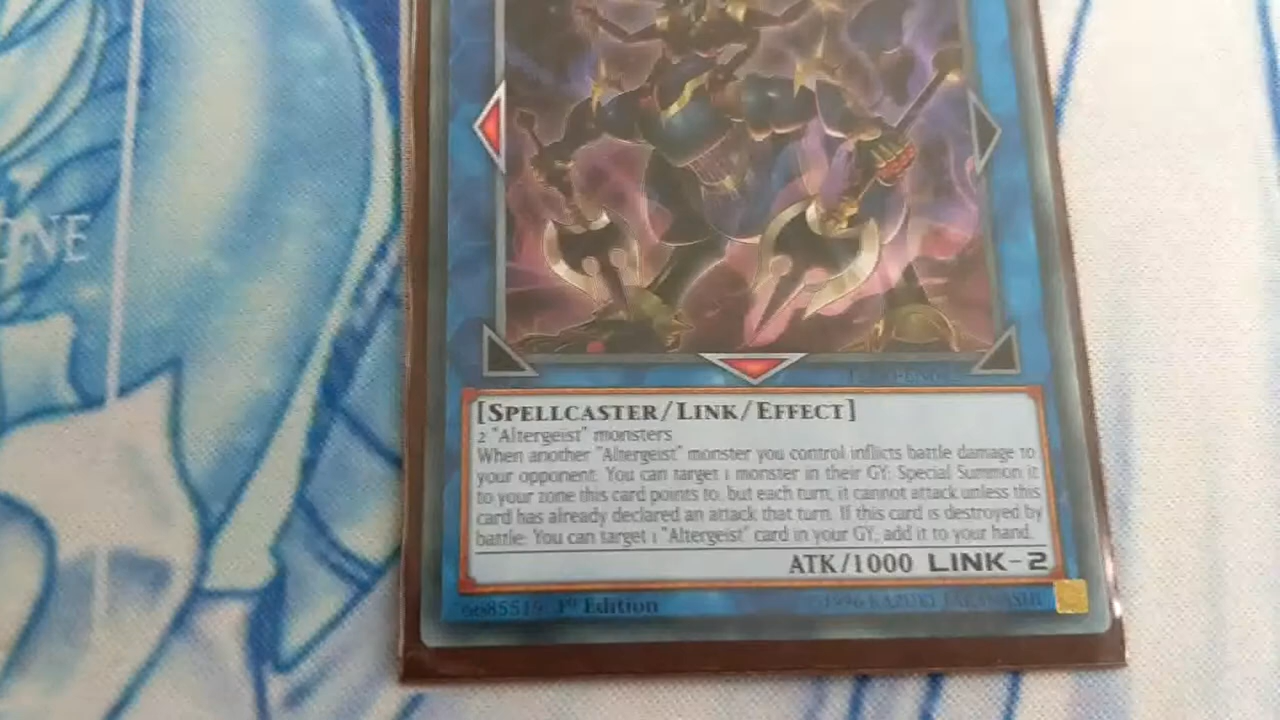 [SPELLCASTER/LINK/EFFECT]
2 "Altergeist" monsters
When another "Altergeist" monster you control inflicts battle damage to
your opponent: You can target 1 monster in their GY; Special Summon it
to your zone this card points to, but each turn, it cannot attack unless this
card has already declared an attack that turn. If this card is destroyed by
battle: You can target 1 "Altergeist" card in your GY; add it to your hand.
ATK/1000 LINK-2
1st Edition
©1996 KAZUKI TAKAHASHI